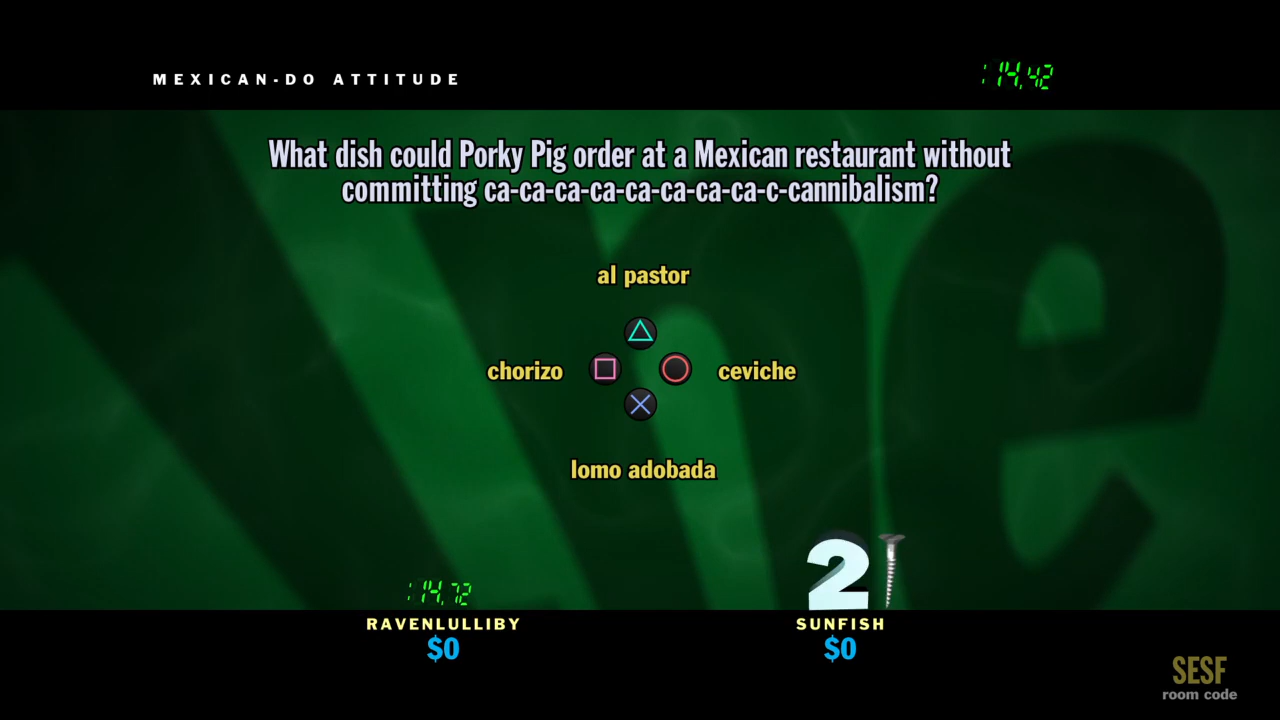 MEXICAN-DO ATTITUDE
:14.42
What dish could Porky Pig order at a Mexican restaurant without
committing ca-ca-ca-ca-ca-ca-ca-ca-c-cannibalism?
al pastor
chorizo
ceviche
lomo adobada
2
:14.72
RAVENLULLIBY
SUNFISH
$0
$0
SESF
room code